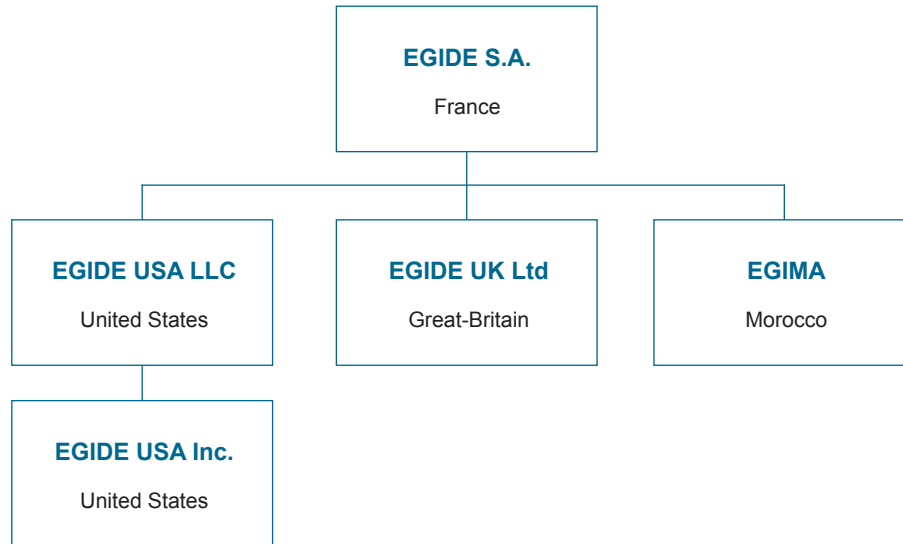 EGIDE S.A.
France
EGIDE USA LLC
United States
EGIDE UK Ltd
Great-Britain
EGIMA
Morocco
EGIDE USA Inc.
United States